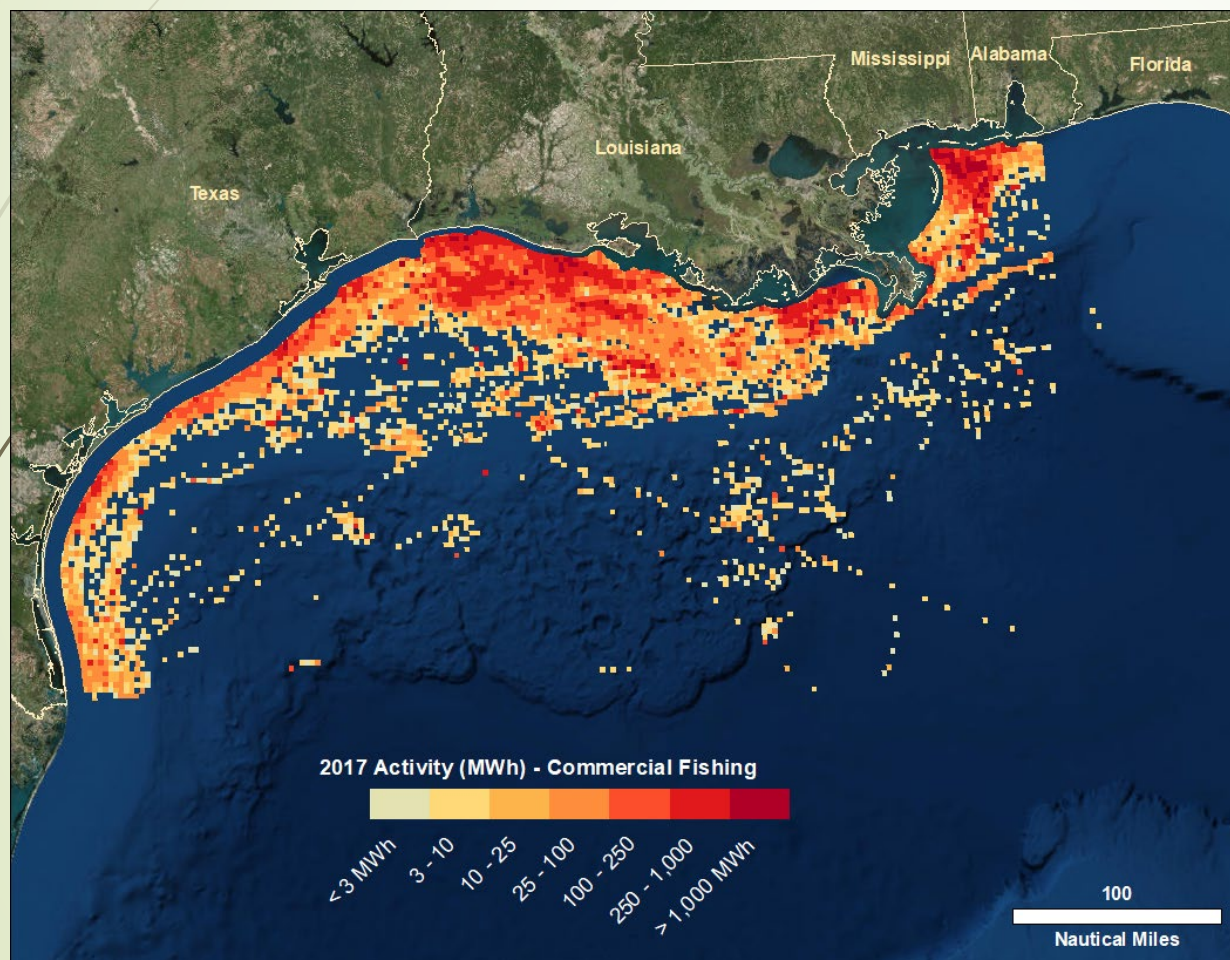 Mississippi
Alabama
Florida
Louisiana
Texas
2017 Activity (MWh) - Commercial Fishing
< 3 MWh
3 - 10
10 - 25
25 - 100
100 - 250
250 - 1,000
> 1,000 MWh
100
Nautical Miles